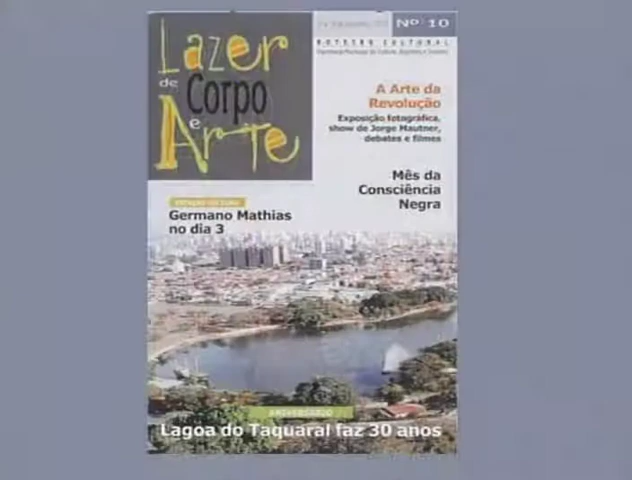 Lazer
de Corpo
e
Arte
Nº 10
ROTEIRO CULTURAL
A Arte da
Revolução
Exposição fotográfica,
show de Jorge Mautner,
debates e filmes
Mês da
Consciência
Negra
Germano Mathias
no dia 3
ANIVERSÁRIO
Lagoa do Taquaral faz 30 anos